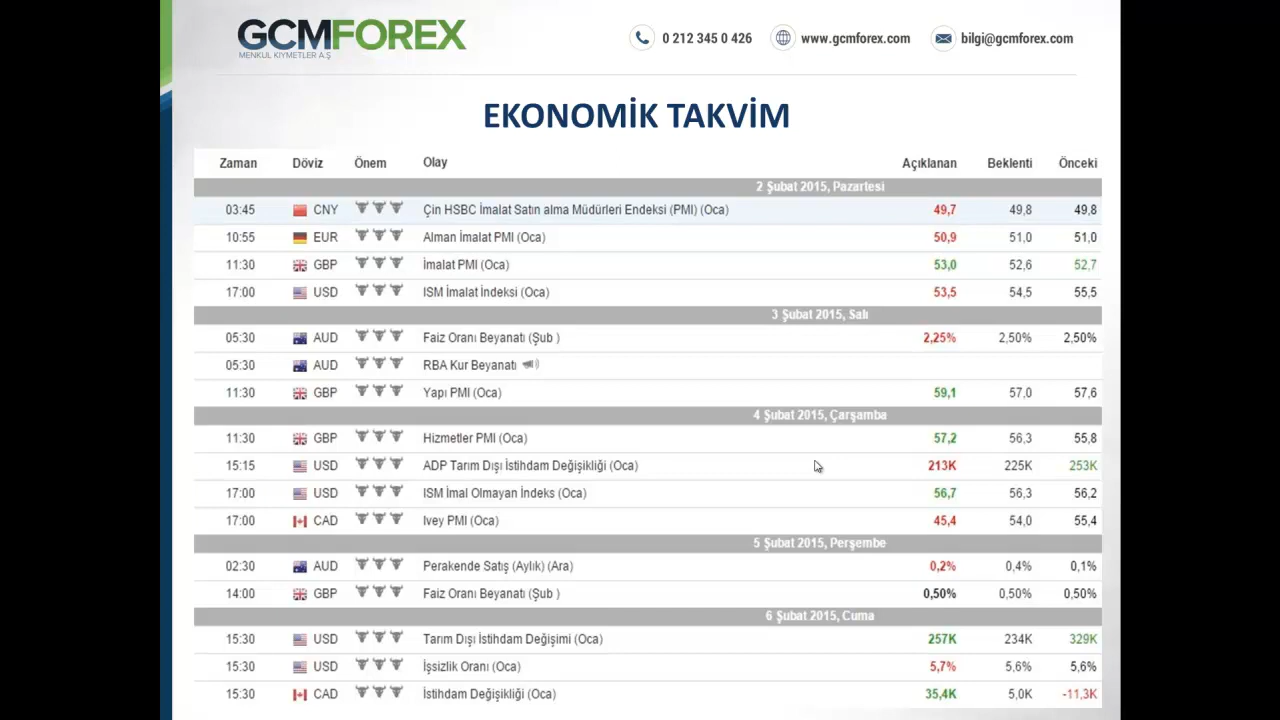 GCMFOREX
MENKUL KIYMETLER A.Ş
0 212 345 0 426 www.gcmforex.com bilgi@gcmforex.com
EKONOMİK TAKVİM
Zaman Döviz Önem Olay Açıklanan Beklenti Önceki
2 Şubat 2015, Pazartesi
03:45 CNY Çin HSBC İmalat Satın alma Müdürleri Endeksi (PMI) (Oca) 49,7 49,8 49,8
10:55 EUR Alman İmalat PMI (Oca) 50,9 51,0 51,0
11:30 GBP İmalat PMI (Oca) 53,0 52,6 52,7
17:00 USD ISM İmalat İndeksi (Oca) 53,5 54,5 55,5
3 Şubat 2015, Salı
05:30 AUD Faiz Oranı Beyanatı (Şub ) 2,25% 2,50% 2,50%
05:30 AUD RBA Kur Beyanatı
11:30 GBP Yapı PMI (Oca) 59,1 57,0 57,6
4 Şubat 2015, Çarşamba
11:30 GBP Hizmetler PMI (Oca) 57,2 56,3 55,8
15:15 USD ADP Tarım Dışı İstihdam Değişikliği (Oca) 213K 225K 253K
17:00 USD ISM İmal Olmayan İndeks (Oca) 56,7 56,3 56,2
17:00 CAD Ivey PMI (Oca) 45,4 54,0 55,4
5 Şubat 2015, Perşembe
02:30 AUD Perakende Satış (Aylık) (Ara) 0,2% 0,4% 0,1%
14:00 GBP Faiz Oranı Beyanatı (Şub ) 0,50% 0,50% 0,50%
6 Şubat 2015, Cuma
15:30 USD Tarım Dışı İstihdam Değişimi (Oca) 257K 234K 329K
15:30 USD İşsizlik Oranı (Oca) 5,7% 5,6% 5,6%
15:30 CAD İstihdam Değişikliği (Oca) 35,4K 5,0K -11,3K